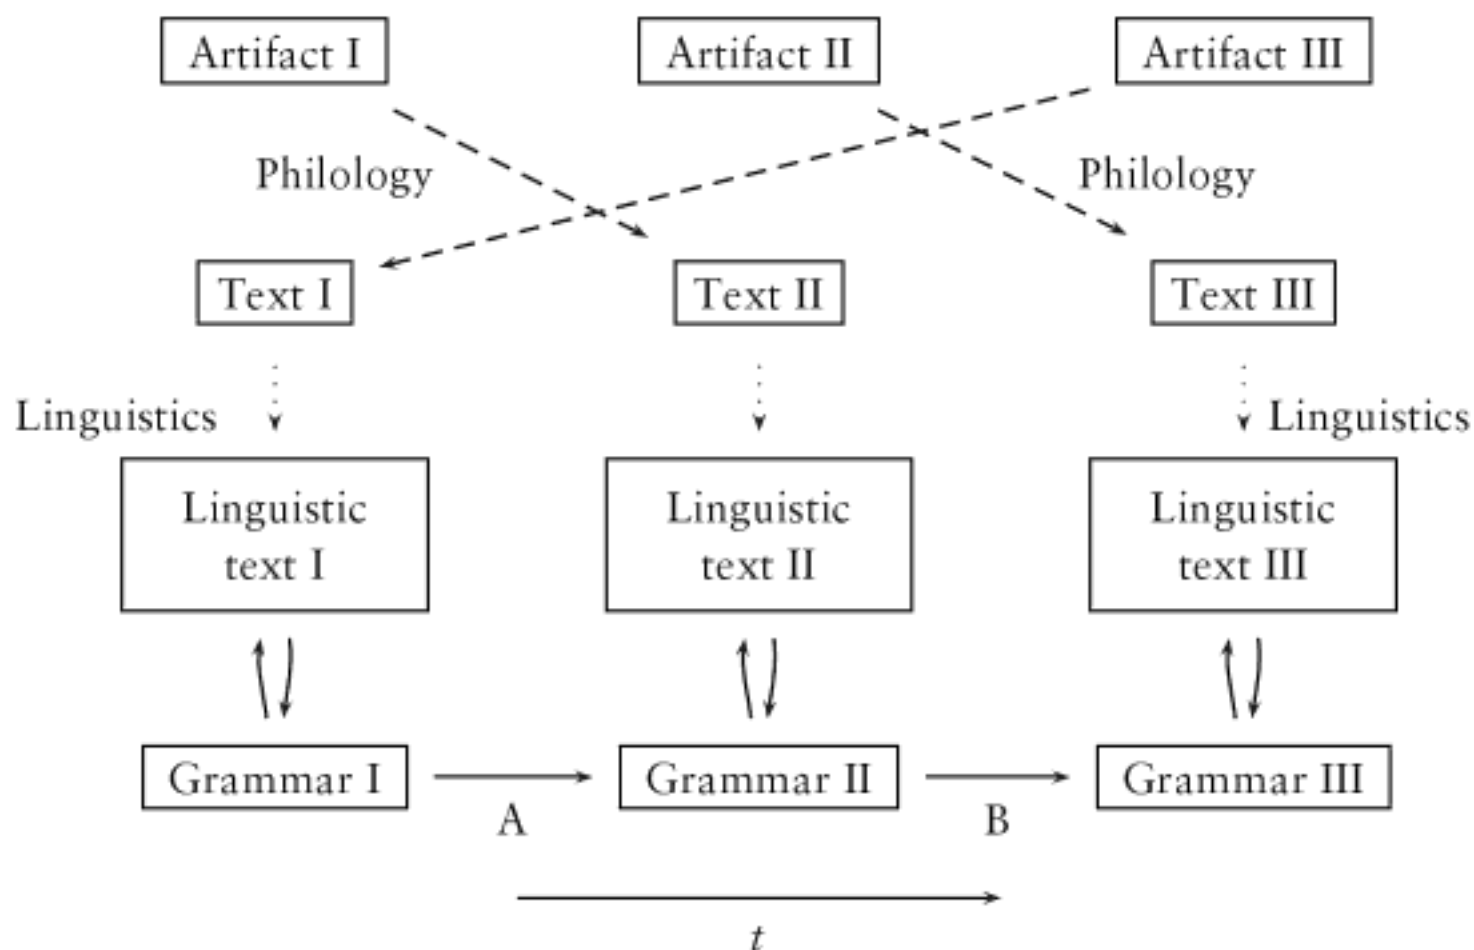 Artifact I
Artifact II
Artifact III
Philology
Philology
Text I
Text II
Text III
Linguistics
Linguistics
Linguistic
text I
Linguistic
text II
Linguistic
text III
Grammar I
Grammar II
Grammar III
A
B
t